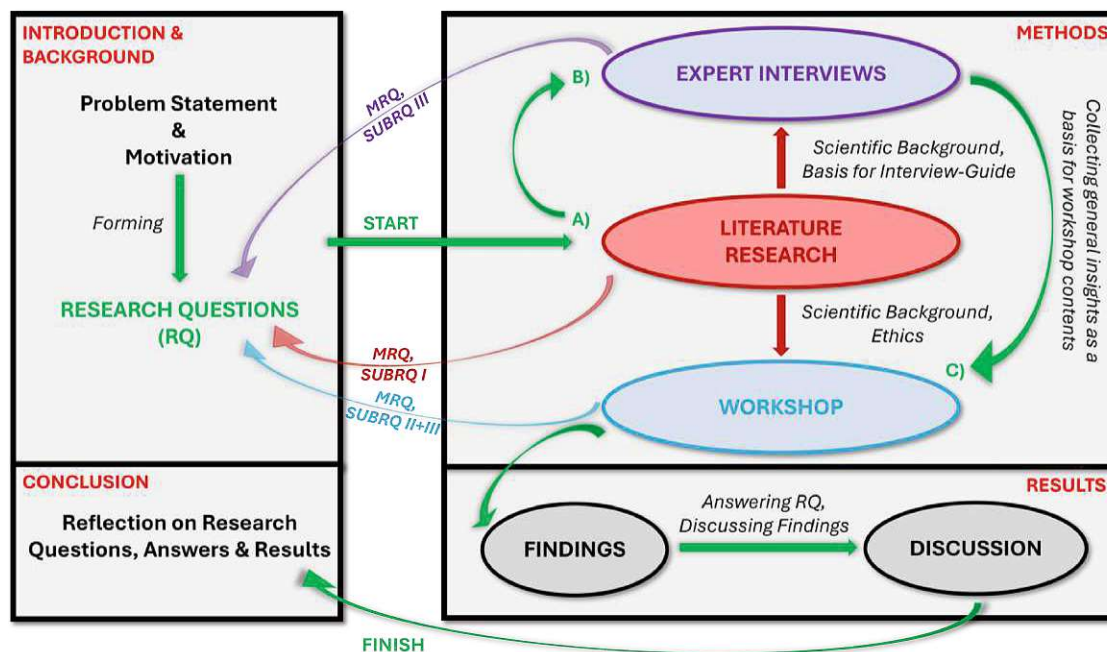 INTRODUCTION &
BACKGROUND
Problem Statement
&
Motivation
Forming
RESEARCH QUESTIONS
(RQ)
MRQ,
SUBRQ III
START
MRQ,
SUBRQ I
MRQ,
SUBRQ II+III
METHODS
B)
EXPERT INTERVIEWS
Scientific Background,
Basis for Interview-Guide
A)
LITERATURE
RESEARCH
Scientific Background,
Ethics
C)
WORKSHOP
Collecting general insights as a
basis for workshop contents
RESULTS
FINDINGS
Answering RQ,
Discussing Findings
DISCUSSION
CONCLUSION
Reflection on Research
Questions, Answers & Results
FINISH